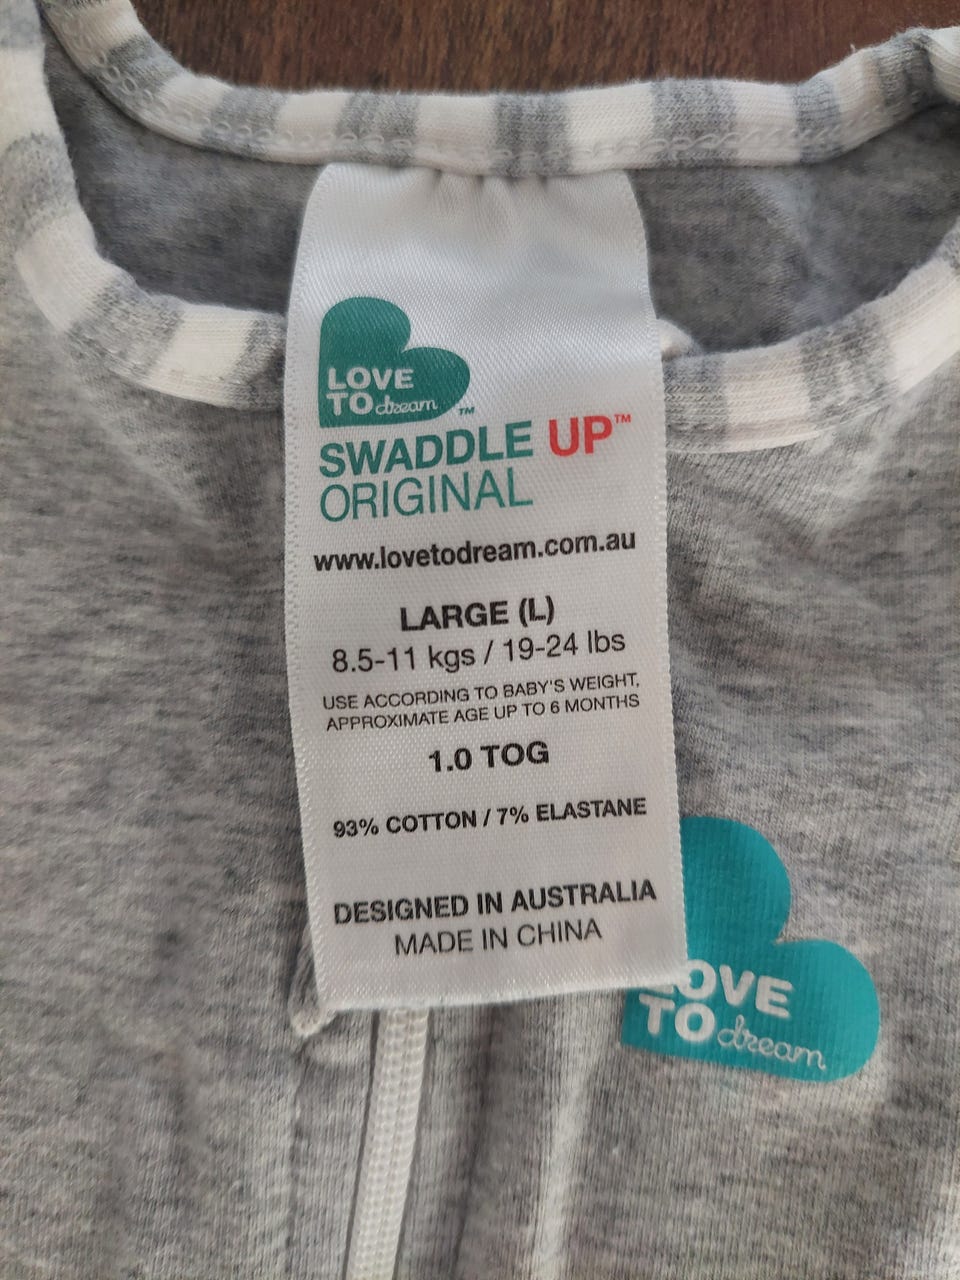 LOVE
TO dream ™
SWADDLE UP™
ORIGINAL
www.lovetodream.com.au
LARGE (L)
8.5-11 kgs / 19-24 lbs
USE ACCORDING TO BABY'S WEIGHT,
APPROXIMATE AGE UP TO 6 MONTHS
1.0 TOG
93% COTTON / 7% ELASTANE
DESIGNED IN AUSTRALIA
MADE IN CHINA
LOVE
TO dream